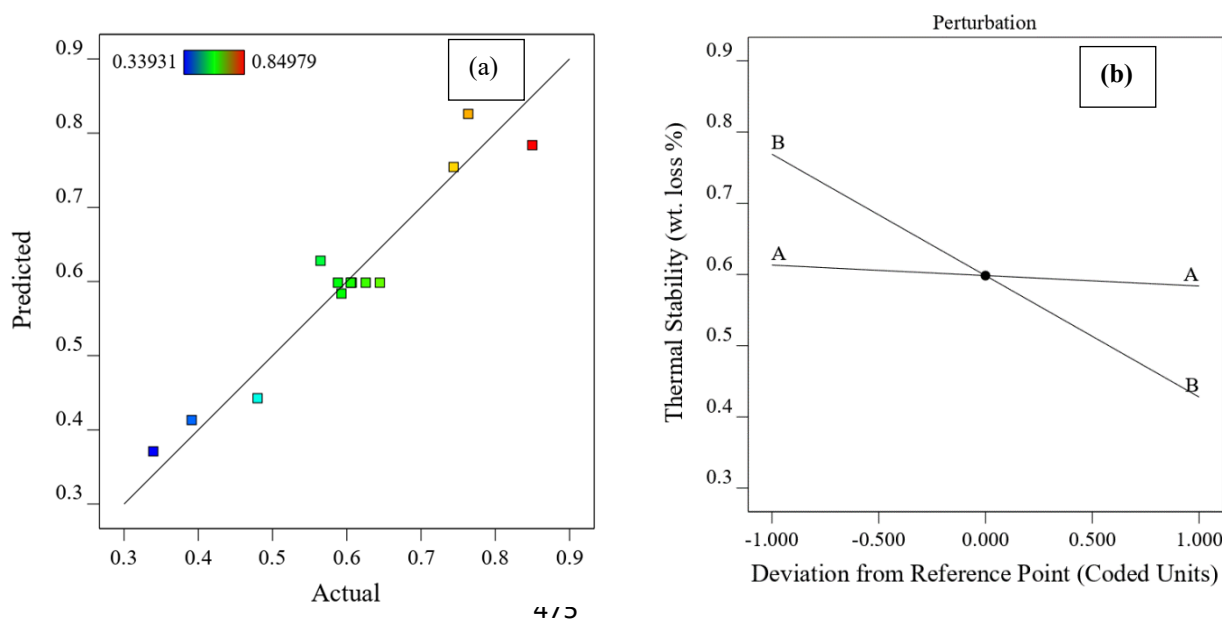 (a)
0.33931 0.84979
0.9
0.8
0.7
0.6
0.5
0.4
0.3
Predicted
0.3 0.4 0.5 0.6 0.7 0.8 0.9
Actual
Perturbation
(b)
0.9
0.8
0.7
0.6
0.5
0.4
0.3
Thermal Stability (wt. loss %)
B
A
A
B
-1.000 -0.500 0.000 0.500 1.000
Deviation from Reference Point (Coded Units)